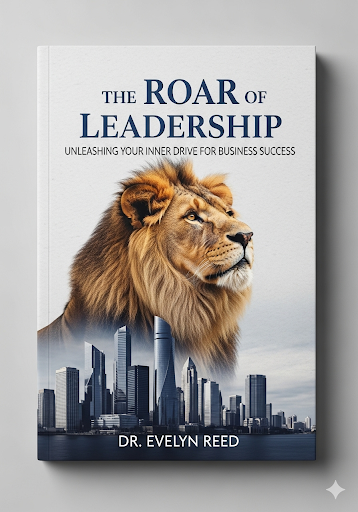 THE ROAR OF
LEADERSHIP
UNLEASHING YOUR INNER DRIVE FOR BUSINESS SUCCESS
DR. EVELYN REED